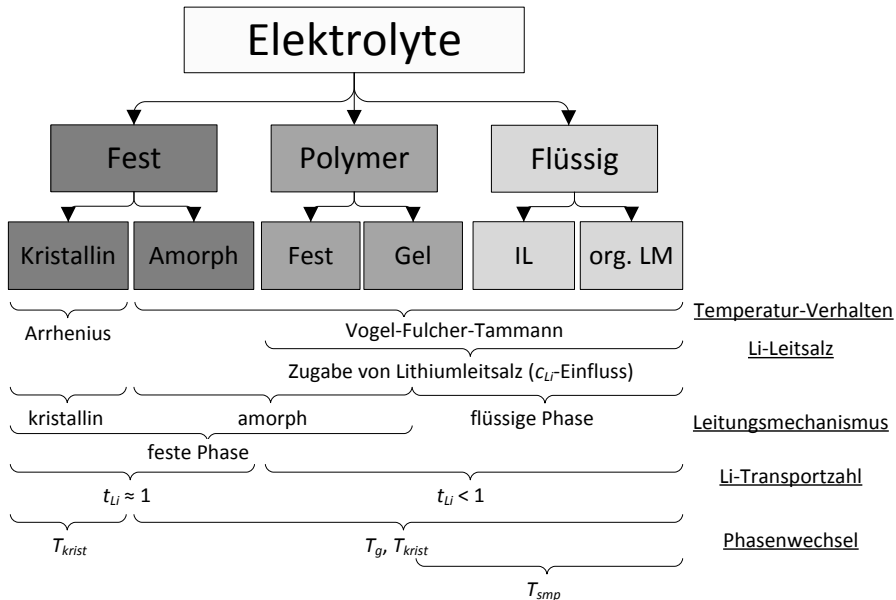 Elektrolyte
Fest Polymer Flüssig
Kristallin Amorph Fest Gel IL org. LM
Temperatur-Verhalten
Arrhenius Vogel-Fulcher-Tammann
Li-Leitsalz
Zugabe von Lithiumleitsalz (cLi-Einfluss)
kristallin amorph flüssige Phase Leitungsmechanismus
feste Phase
Li-Transportzahl
tLi ≈ 1 tLi < 1
Tkrist Tg, Tkrist Phasenwechsel
Tsmp